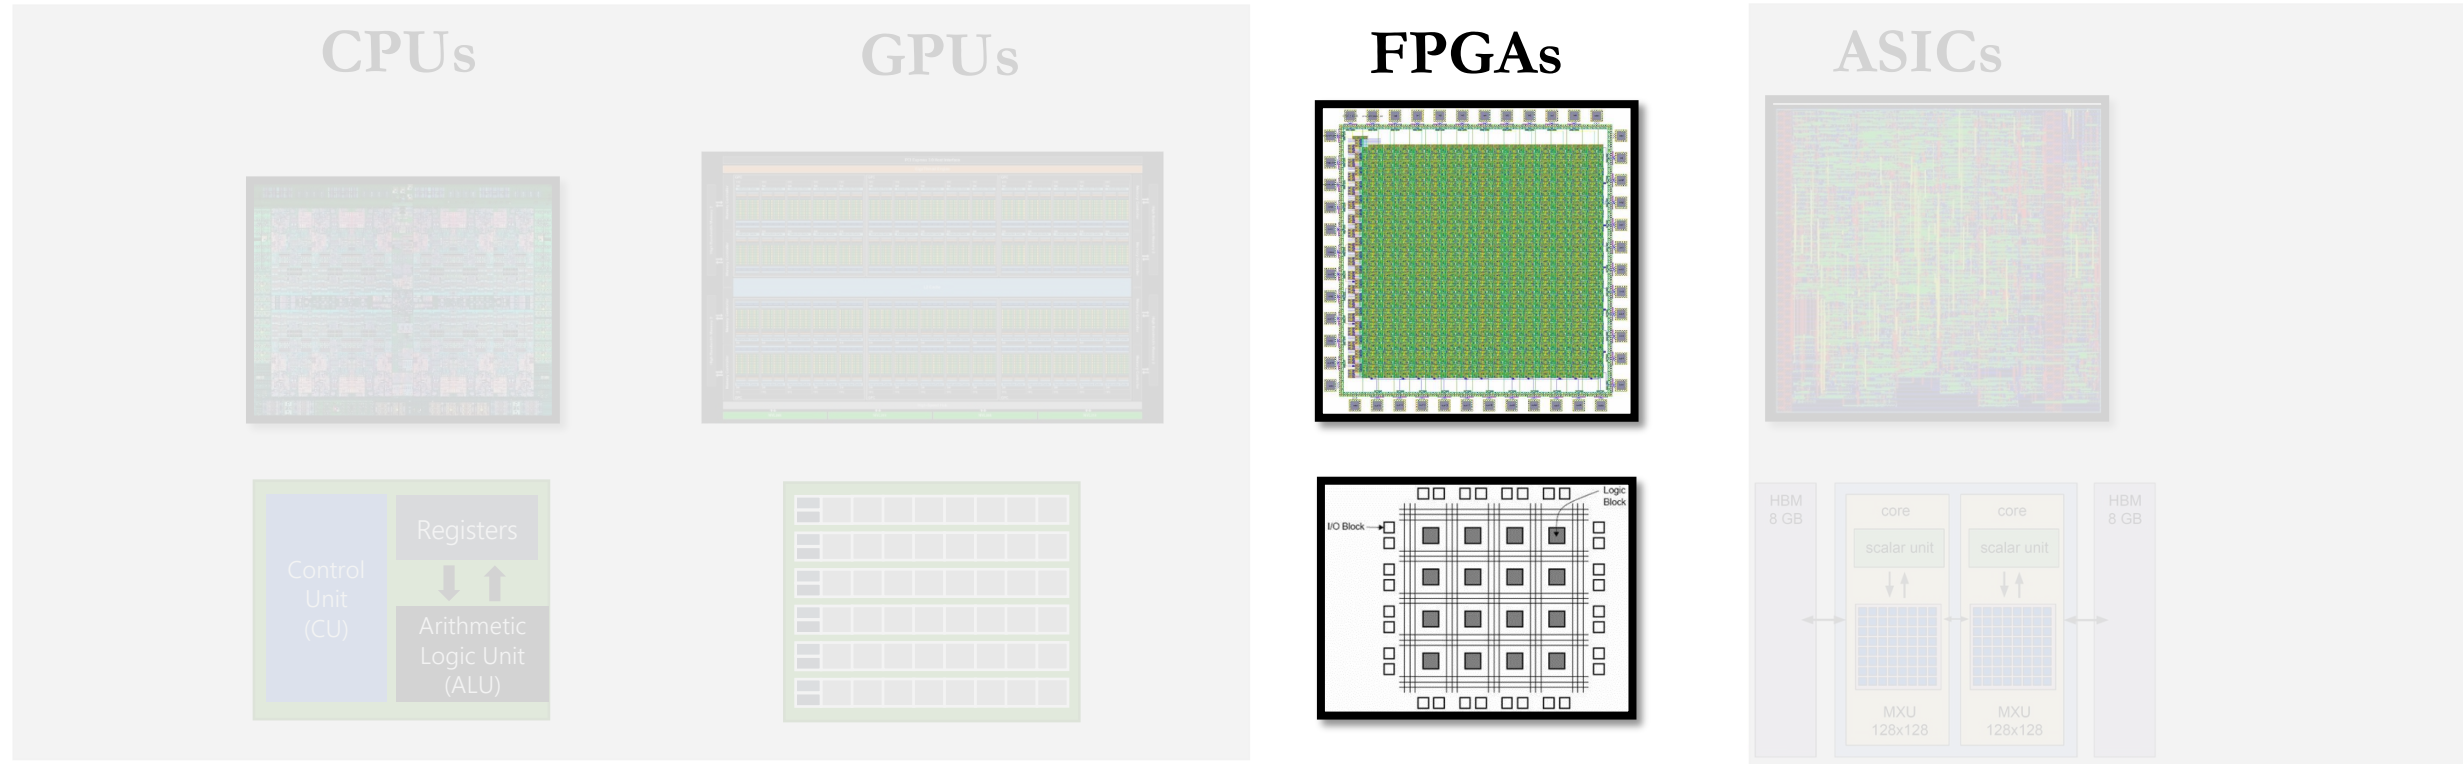 CPUs
GPUs
FPGAs
ASICs
Control
Unit
(CU)
Registers
Arithmetic
Logic Unit
(ALU)
I/O Block
Logic
Block
HBM
8 GB
core
scalar unit
MXU
128x128
core
scalar unit
MXU
128x128
HBM
8 GB